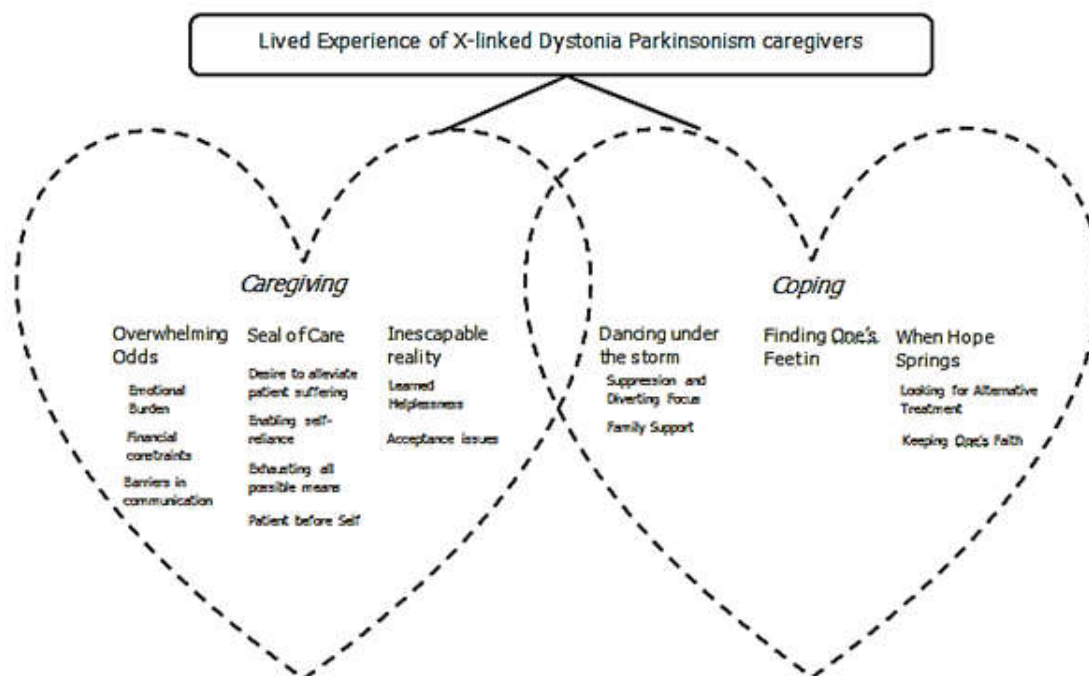 Lived Experience of X-linked Dystonia Parkinsonism caregivers
Caregiving
Overwhelming
Odds
Emotional
Burden
Financial
constraints
Barriers in
communication
Seal of Care
Desire to alleviate
patient suffering
Enabling self-
reliance
Exhausting all
possible means
Patient before Self
Inescapable
reality
Learned
Helplessness
Acceptance issues
Coping
Dancing under
the storm
Suppression and
Diverting Focus
Family Support
Finding One's
Feet in
When Hope
Springs
Looking for Alternative
Treatment
Keeping One's Faith